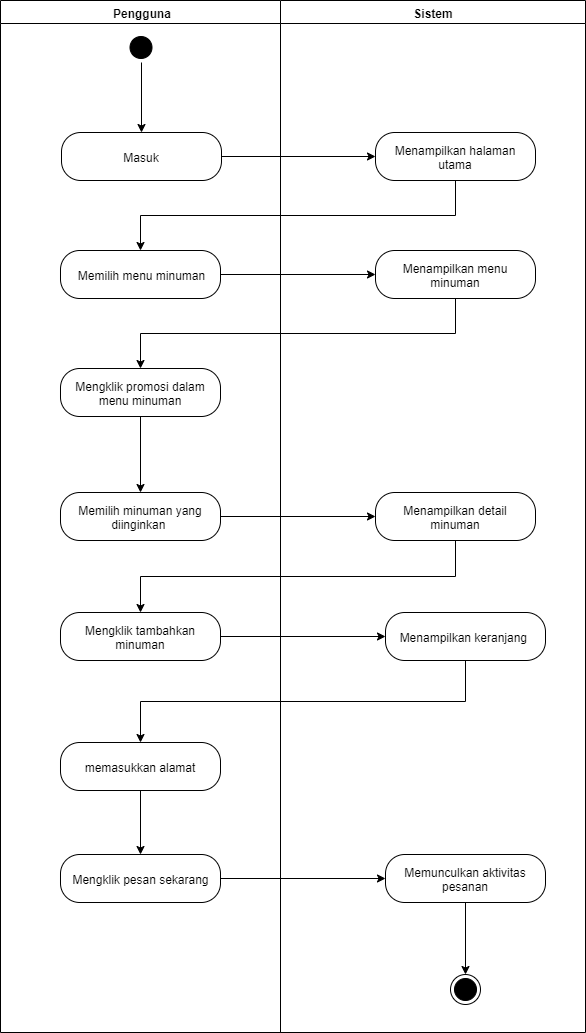 Pengguna
Sistem
Masuk
Menampilkan halaman
utama
Memilih menu minuman
Menampilkan menu
minuman
Mengklik promosi dalam
menu minuman
Memilih minuman yang
diinginkan
Menampilkan detail
minuman
Mengklik tambahkan
minuman
Menampilkan keranjang
memasukkan alamat
Mengklik pesan sekarang
Memunculkan aktivitas
pesanan